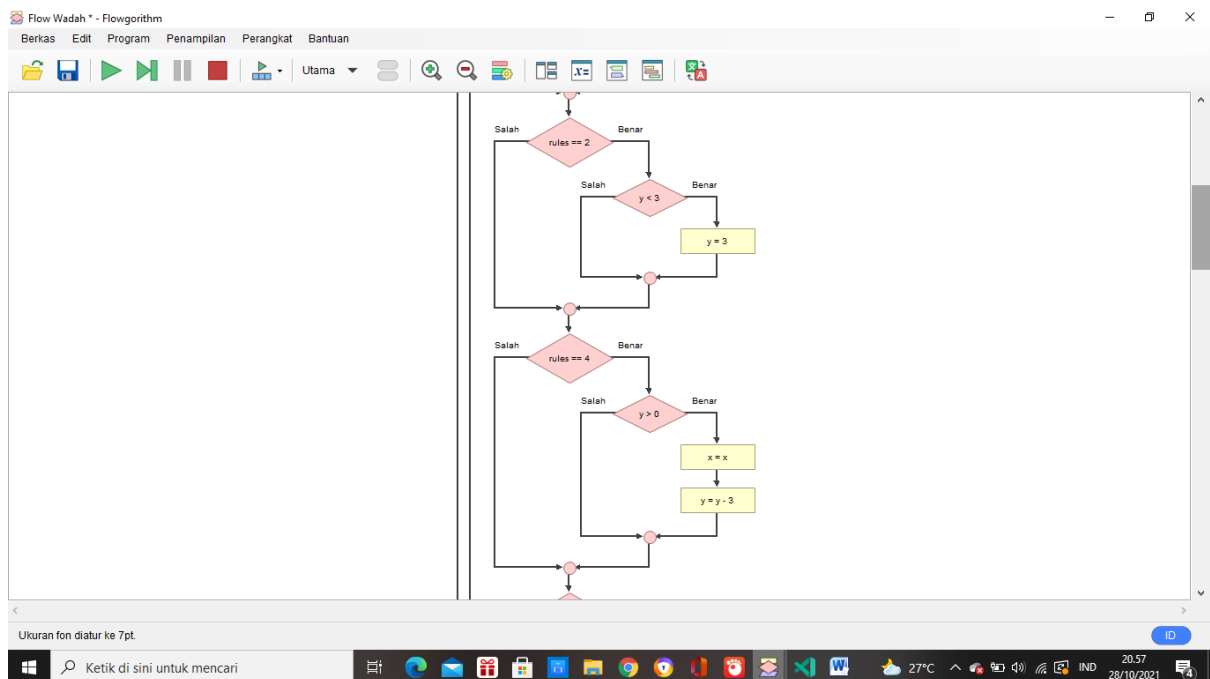 Flow Wadah * - Flowgorithm
Berkas Edit Program Penampilan Perangkat Bantuan
Utama
x=
Salah Benar
rules == 2
Salah Benar
y < 3
y = 3
Salah Benar
rules == 4
Salah Benar
y > 0
x = x
y = y - 3
Ukuran fon diatur ke 7pt.
ID
Ketik di sini untuk mencari
27°C
IND
20.57
28/10/2021
4